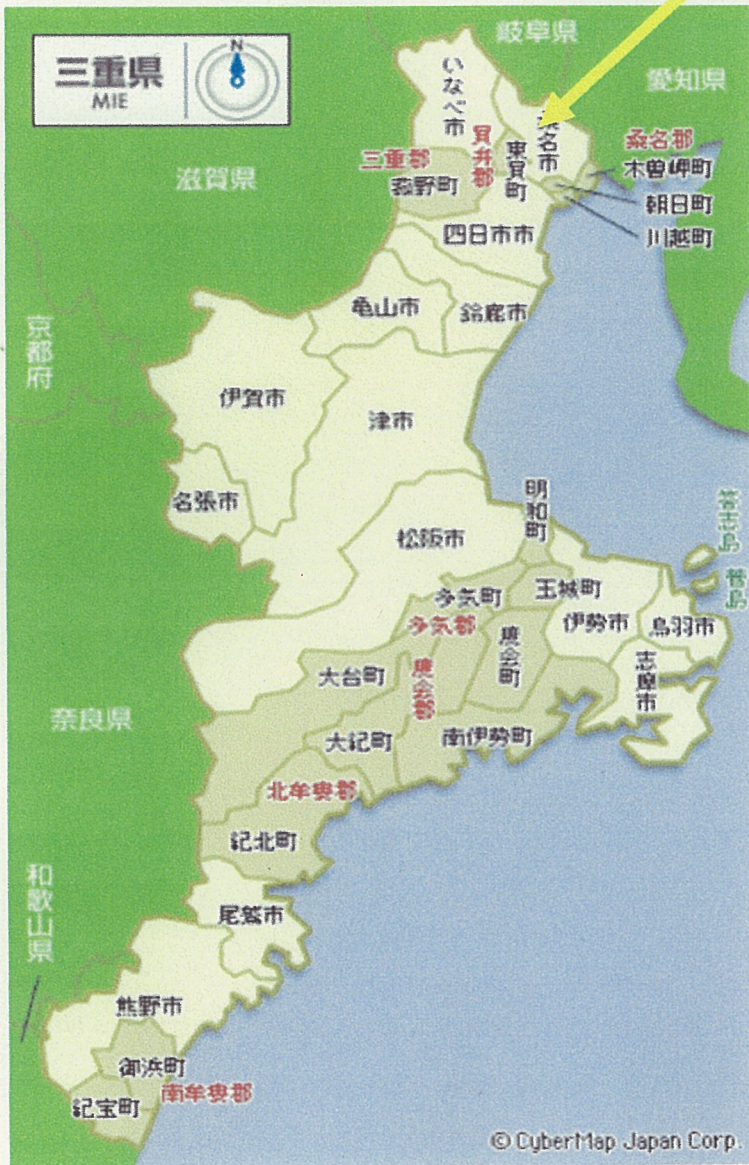 三重県
MIE
N
岐阜県
愛知県
滋賀県
京都府
奈良県
和歌山県
いなべ市
桑名市
桑名郡
木曽岬町
員弁郡
東員町
三重郡
菰野町
朝日町
川越町
四日市市
亀山市
鈴鹿市
伊賀市
津市
名張市
松阪市
明和町
答志島
菅島
多気町
玉城町
多気郡
伊勢市
鳥羽市
度会町
志摩市
大台町
度会郡
大紀町
南伊勢町
北牟婁郡
紀北町
尾鷲市
熊野市
御浜町
南牟婁郡
紀宝町
© CyberMap Japan Corp.